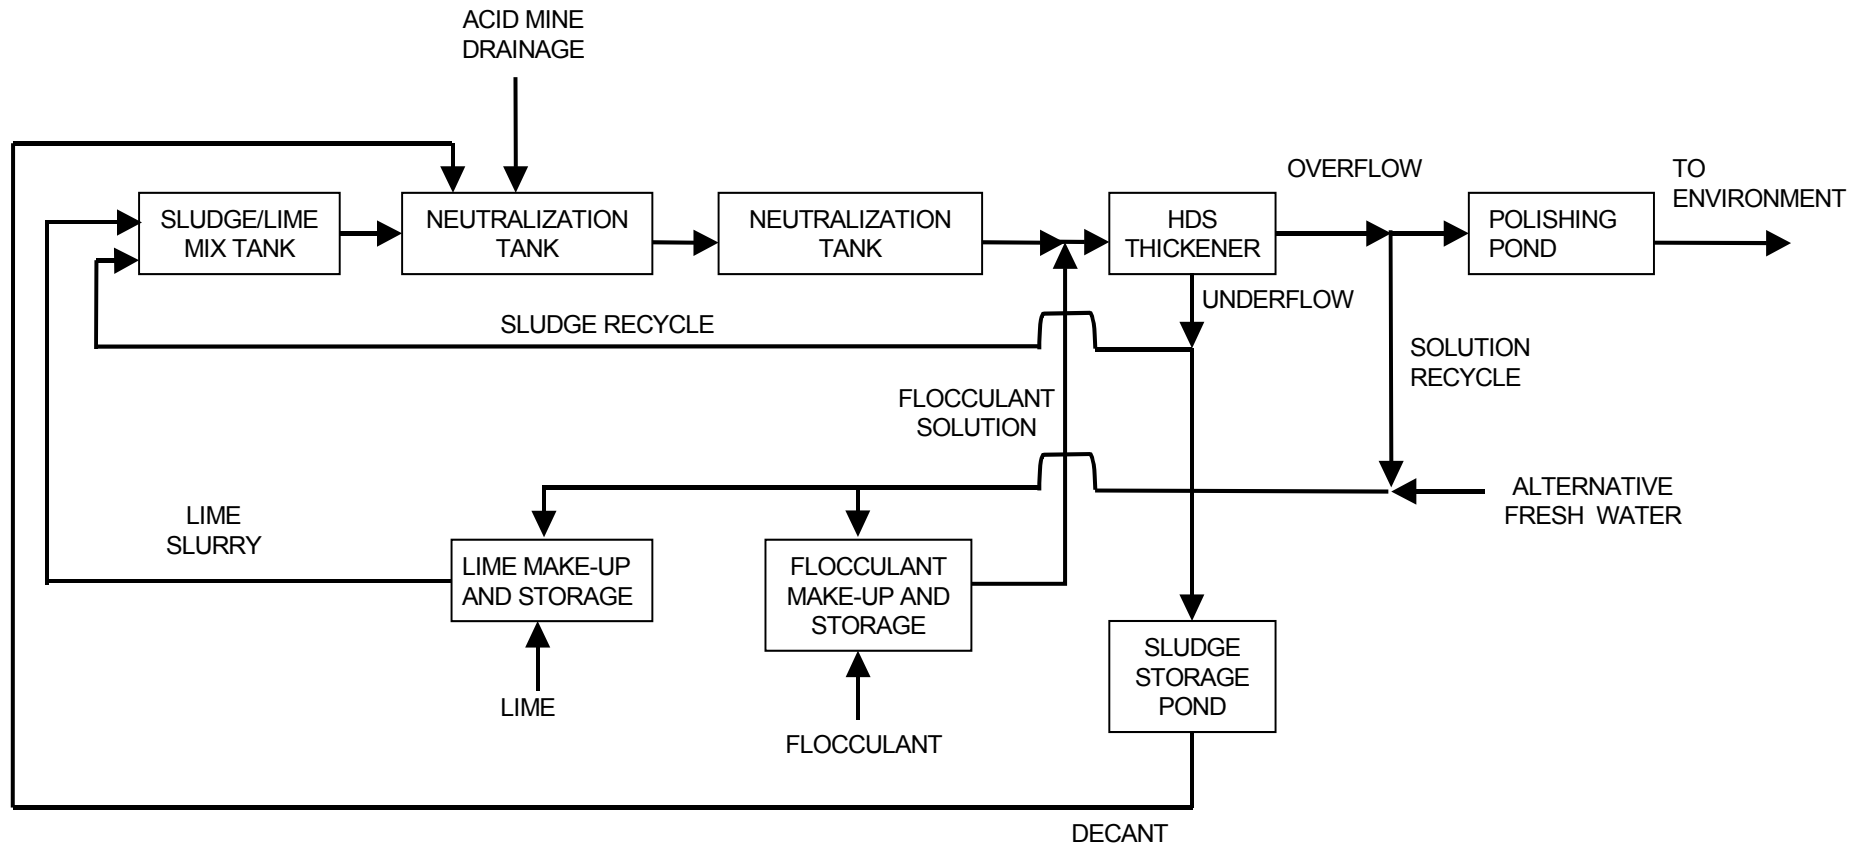 ACID MINE
DRAINAGE
OVERFLOW
TO
ENVIRONMENT
SLUDGE/LIME
MIX TANK
NEUTRALIZATION
TANK
NEUTRALIZATION
TANK
HDS
THICKENER
POLISHING
POND
UNDERFLOW
SLUDGE RECYCLE
SOLUTION
RECYCLE
FLOCCULANT
SOLUTION
ALTERNATIVE
FRESH WATER
LIME
SLURRY
LIME MAKE-UP
AND STORAGE
FLOCCULANT
MAKE-UP AND
STORAGE
SLUDGE
STORAGE
POND
LIME
FLOCCULANT
DECANT